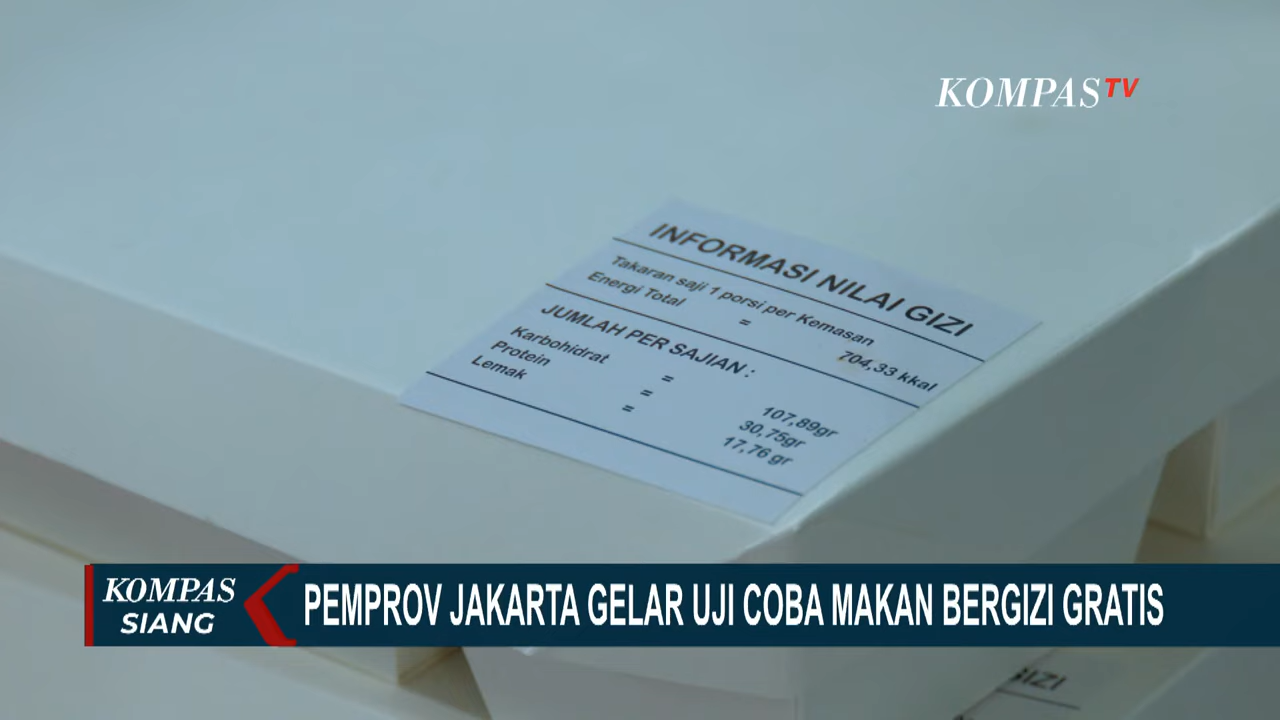 KOMPASTV
INFORMASI NILAI GIZI
Takaran saji 1 porsi per Kemasan
Energi Total = 704,33 kkal
JUMLAH PER SAJIAN :
Karbohidrat = 107,89gr
Protein = 30,75gr
Lemak = 17,76 gr
KOMPAS
SIANG
PEMPROV JAKARTA GELAR UJI COBA MAKAN BERGIZI GRATIS
GIZI